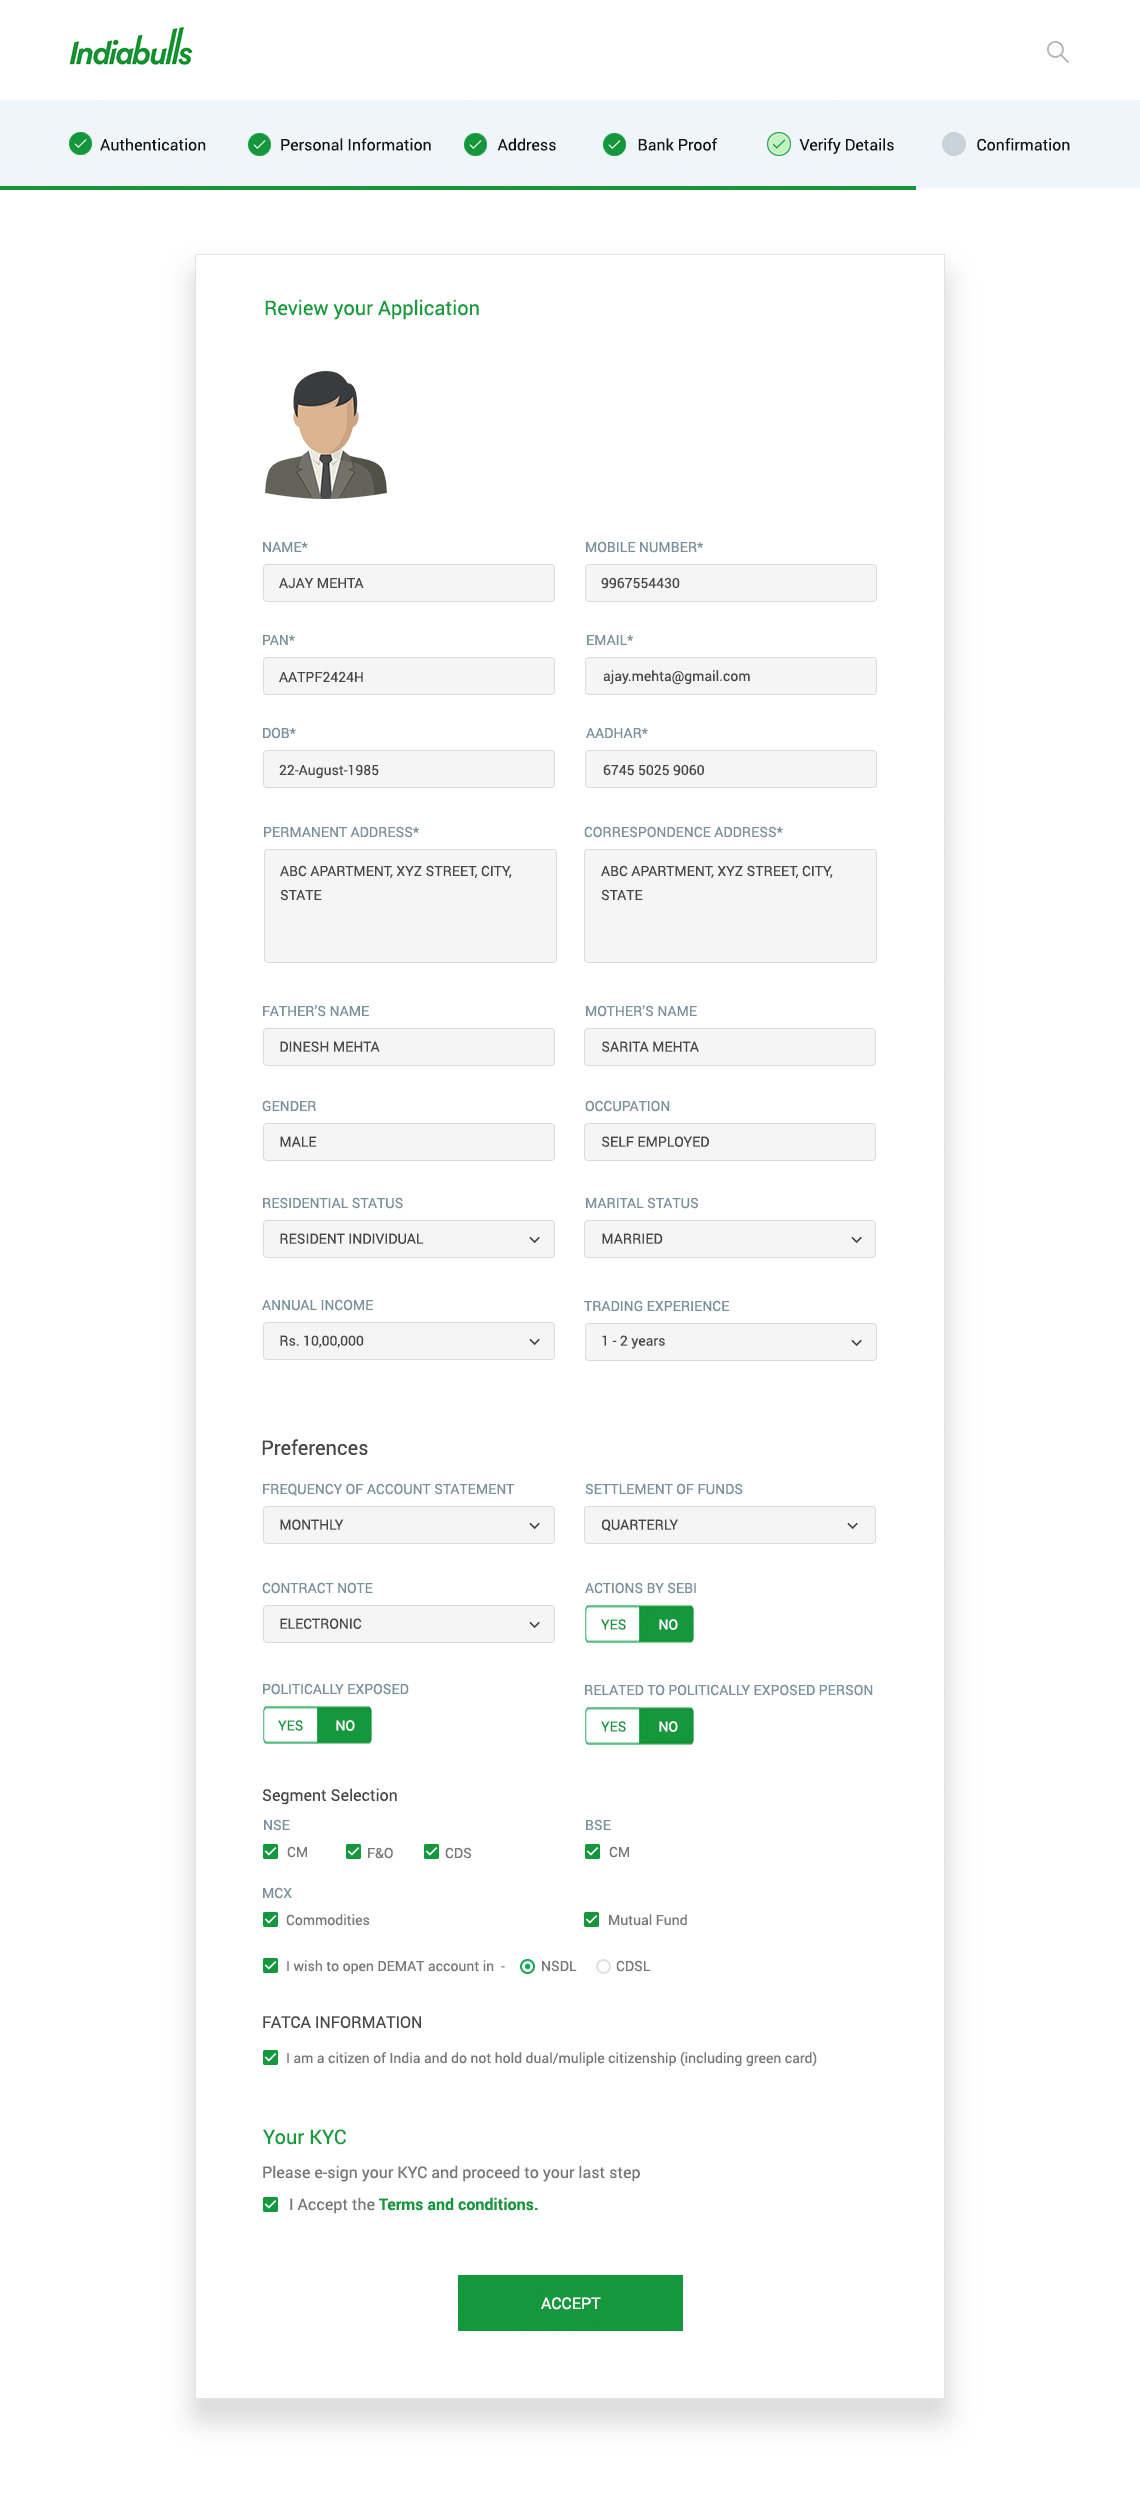 Indiabulls
Authentication Personal Information Address Bank Proof Verify Details Confirmation
Review your Application
NAME* MOBILE NUMBER*
AJAY MEHTA 9967554430
PAN* EMAIL*
AATPF2424H ajay.mehta@gmail.com
DOB* AADHAR*
22-August-1985 6745 5025 9060
PERMANENT ADDRESS* CORRESPONDENCE ADDRESS*
ABC APARTMENT, XYZ STREET, CITY, ABC APARTMENT, XYZ STREET, CITY,
STATE STATE
FATHER'S NAME MOTHER'S NAME
DINESH MEHTA SARITA MEHTA
GENDER OCCUPATION
MALE SELF EMPLOYED
RESIDENTIAL STATUS MARITAL STATUS
RESIDENT INDIVIDUAL MARRIED
ANNUAL INCOME TRADING EXPERIENCE
Rs. 10,00,000 1 - 2 years
Preferences
FREQUENCY OF ACCOUNT STATEMENT SETTLEMENT OF FUNDS
MONTHLY QUARTERLY
CONTRACT NOTE ACTIONS BY SEBI
ELECTRONIC YES NO
POLITICALLY EXPOSED RELATED TO POLITICALLY EXPOSED PERSON
YES NO YES NO
Segment Selection
NSE BSE
CM F&O CDS CM
MCX
Commodities Mutual Fund
I wish to open DEMAT account in - NSDL CDSL
FATCA INFORMATION
I am a citizen of India and do not hold dual/muliple citizenship (including green card)
Your KYC
Please e-sign your KYC and proceed to your last step
I Accept the Terms and conditions.
ACCEPT